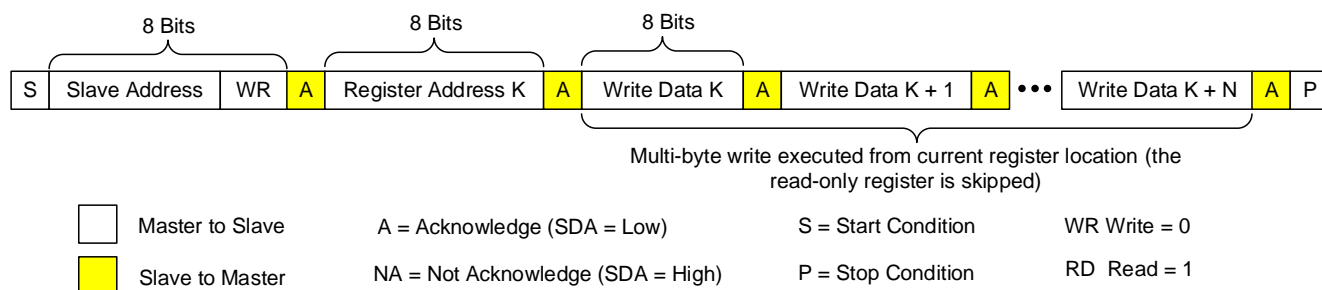 8 Bits 8 Bits 8 Bits
S Slave Address WR A Register Address K A Write Data K A Write Data K + 1 A ••• Write Data K + N A P
Multi-byte write executed from current register location (the
read-only register is skipped)
Master to Slave A = Acknowledge (SDA = Low) S = Start Condition WR Write = 0
Slave to Master NA = Not Acknowledge (SDA = High) P = Stop Condition RD Read = 1